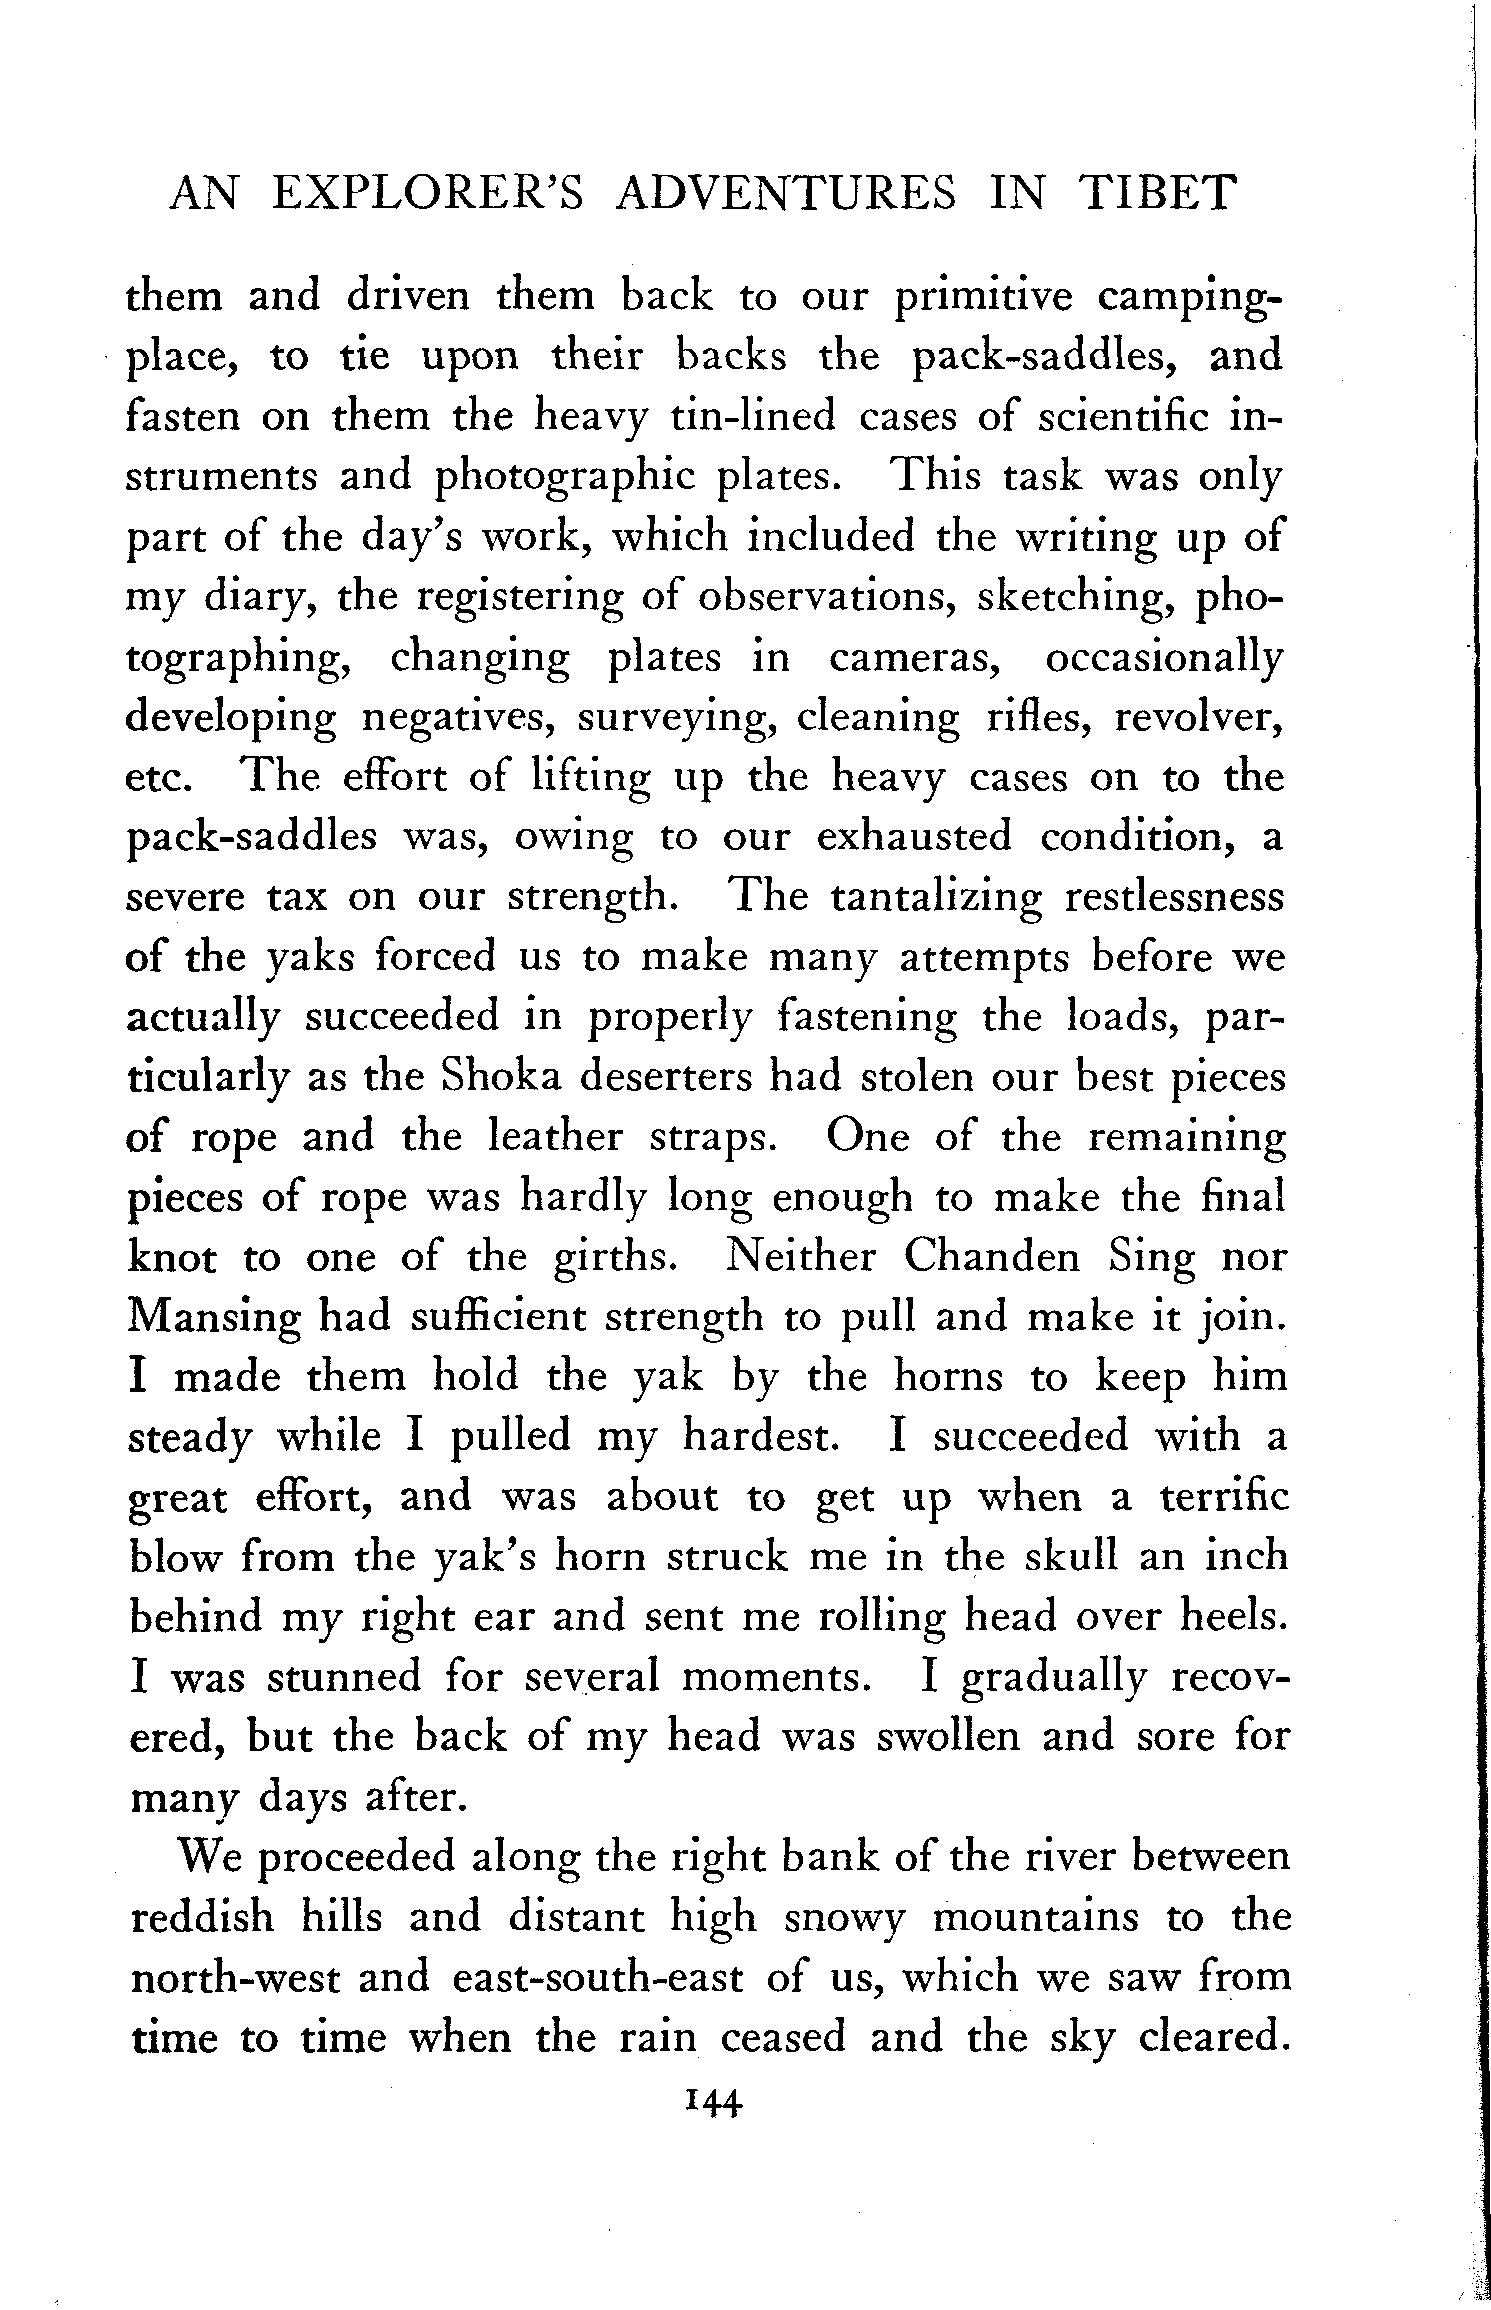 AN EXPLORER'S ADVENTURES IN TIBET
them and driven them back to our primitive camping-
place, to tie upon their backs the pack-saddles, and
fasten on them the heavy tin-lined cases of scientific in-
struments and photographic plates. This task was only
part of the day's work, which included the writing up of
my diary, the registering of observations, sketching, pho-
tographing, changing plates in cameras, occasionally
developing negatives, surveying, cleaning rifles, revolver,
etc. The effort of lifting up the heavy cases on to the
pack-saddles was, owing to our exhausted condition, a
severe tax on our strength. The tantalizing restlessness
of the yaks forced us to make many attempts before we
actually succeeded in properly fastening the loads, par-
ticularly as the Shoka deserters had stolen our best pieces
of rope and the leather straps. One of the remaining
pieces of rope was hardly long enough to make the final
knot to one of the girths. Neither Chanden Sing nor
Mansing had sufficient strength to pull and make it join.
I made them hold the yak by the horns to keep him
steady while I pulled my hardest. I succeeded with a
great effort, and was about to get up when a terrific
blow from the yak's horn struck me in the skull an inch
behind my right ear and sent me rolling head over heels.
I was stunned for several moments. I gradually recov-
ered, but the back of my head was swollen and sore for
many days after.
We proceeded along the right bank of the river between
reddish hills and distant high snowy mountains to the
north-west and east-south-east of us, which we saw from
time to time when the rain ceased and the sky cleared.
144